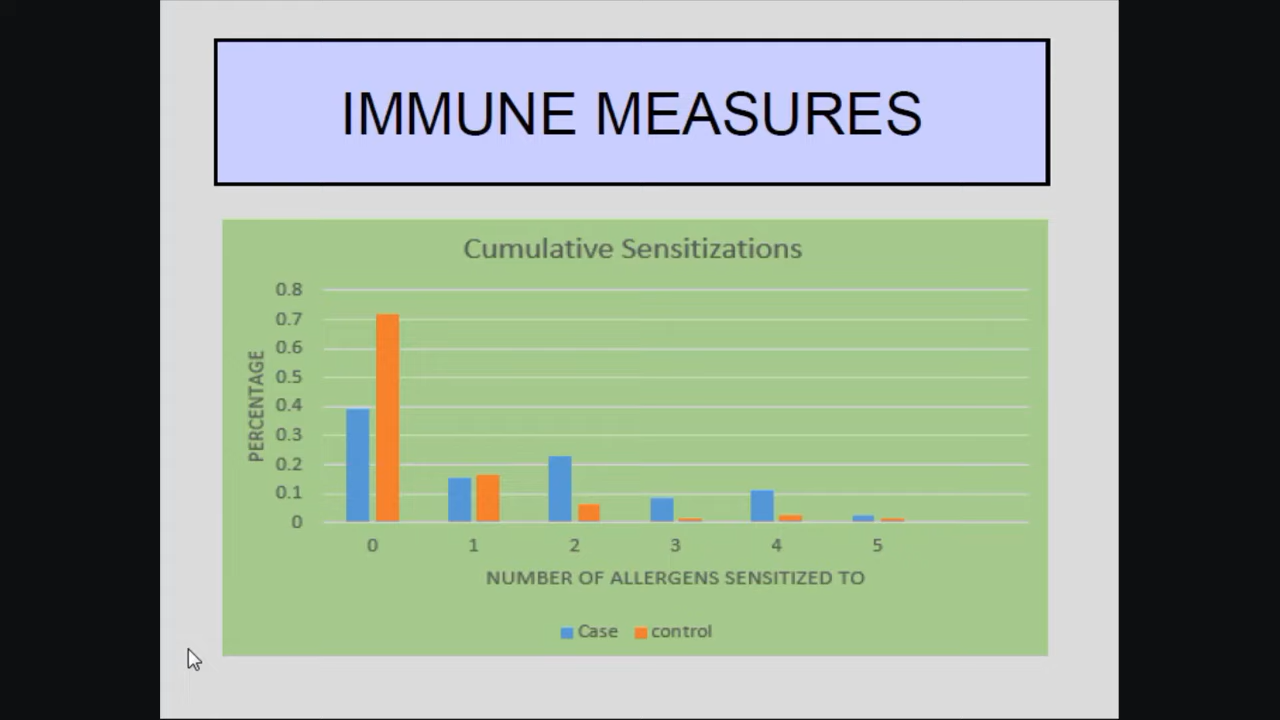 IMMUNE MEASURES
Cumulative Sensitizations
0.8
0.7
0.6
0.5
0.4
0.3
0.2
0.1
0
PERCENTAGE
0 1 2 3 4 5
NUMBER OF ALLERGENS SENSITIZED TO
Case control